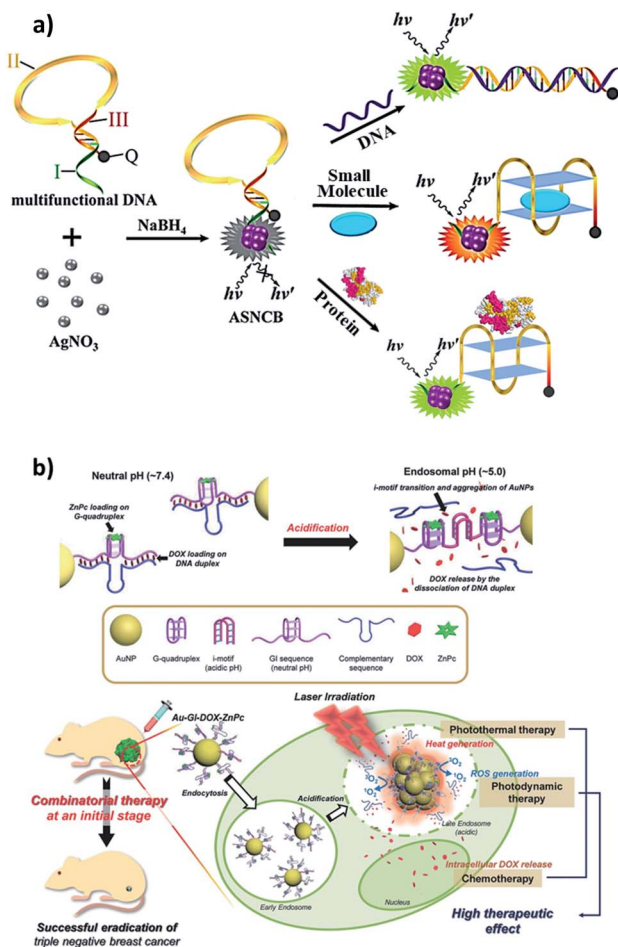 a)
II
III
I
Q
multifunctional DNA
+
AgNO3
NaBH4
hν
hν'
ASNCB
DNA
Small
Molecule
Protein
hν
hν'
hν
hν'
hν
hν'
b)
Neutral pH (~7.4)
ZnPc loading on
G-quadruplex
DOX loading on
DNA duplex
Acidification
Endosomal pH (~5.0)
i-motif transition and aggregation of AuNPs
DOX release by the
dissociation of DNA duplex
AuNP
G-quadruplex
i-motif
(acidic pH)
GI sequence
(neutral pH)
Complementary
sequence
DOX
ZnPc
Au-GI-DOX-ZnPc
Endocytosis
Combinatorial therapy
at an initial stage
Successful eradication of
triple negative breast cancer
Early Endosome
Acidification
Laser Irradiation
Heat generation
³O₂
¹O₂
³O₂
¹O₂
ROS generation
Late Endosome
(acidic)
Intracellular DOX release
Nucleus
Photothermal therapy
Photodynamic
therapy
Chemotherapy
High therapeutic
effect